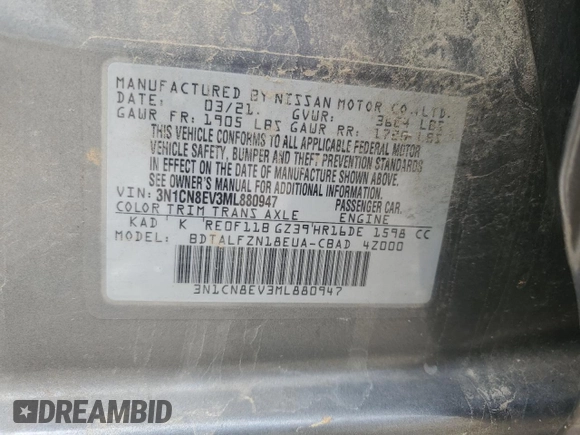 MANUFACTURED BY NISSAN MOTOR CO.,LTD.
DATE: 03/21. GVWR: LBS
GAWR FR: 1905 LBS GAWR RR: LBS
THIS VEHICLE CONFORMS TO ALL APPLICABLE FEDERAL MOTOR
VEHICLE SAFETY, BUMPER AND THEFT PREVENTION STANDARDS
IN EFFECT ON THE DATE OF MANUFACTURE SHOWN ABOVE.
SEE OWNER'S MANUAL FOR ADDITIONAL INFORMATION.
VIN: 3N1CN8EV3ML880947 PASSENGER CAR.
COLOR TRIM TRANS AXLE ENGINE
KAD K RE0F11B GZ39 HR16DE 1598 CC
MODEL: BDTALFZN18EUA-CBAD 4Z000
3N1CN8EV3ML880947
DREAMBID